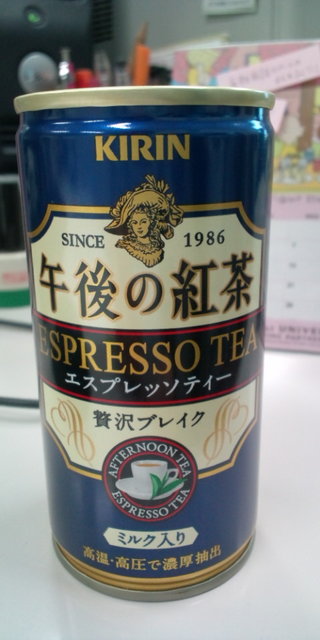 KIRIN
SINCE 1986
午後の紅茶
ESPRESSO TEA
エスプレッソティー
贅沢ブレイク
AFTERNOON TEA
ESPRESSO TEA
ミルク入り
高温・高圧で濃厚抽出